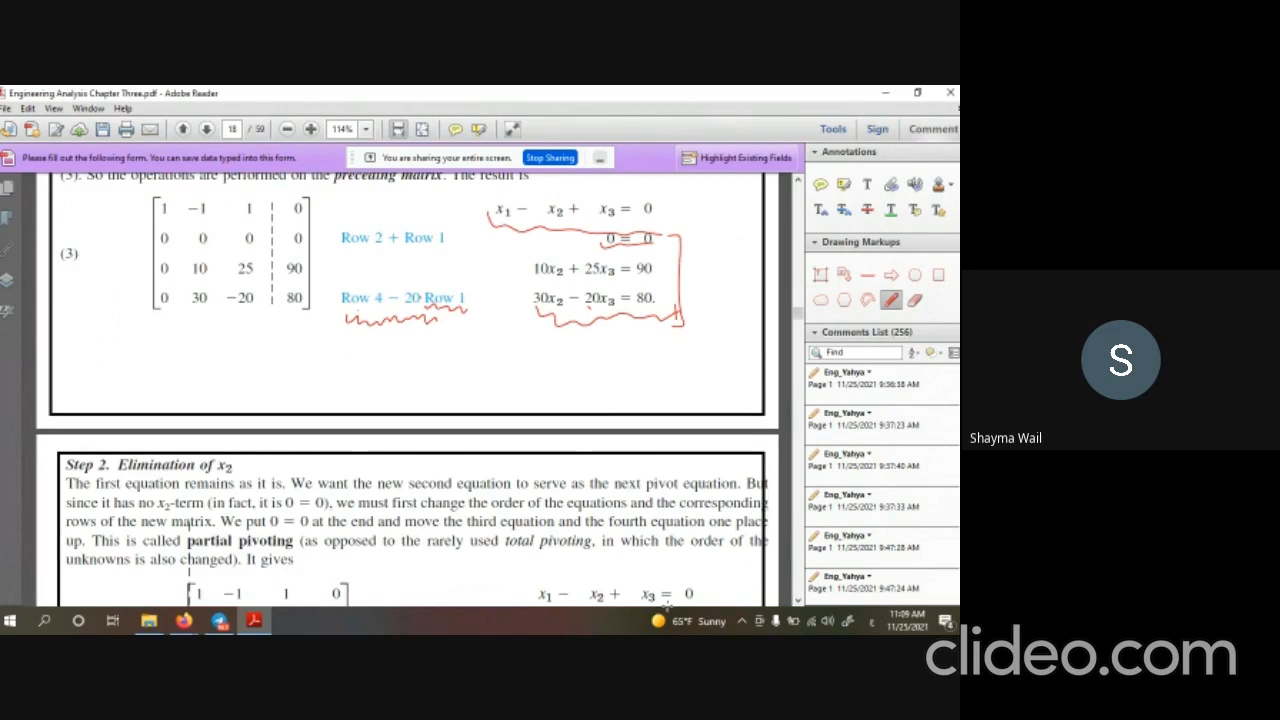 Engineering Analysis Chapter Three.pdf - Adobe Reader
File Edit View Window Help
18 / 59 114% Tools Sign Comment
Please fill out the following form. You can save data typed into this form.
You are sharing your entire screen. Stop Sharing
Highlight Existing Fields
(3). So the operations are performed on the preceding matrix. The result is
1 −1 1 0 x1 − x2 + x3 = 0
0 0 0 0 Row 2 + Row 1 0 = 0
(3)
0 10 25 90 10x2 + 25x3 = 90
0 30 −20 80 Row 4 − 20 Row 1 30x2 − 20x3 = 80.
Step 2. Elimination of x2
The first equation remains as it is. We want the new second equation to serve as the next pivot equation. But
since it has no x2-term (in fact, it is 0 = 0), we must first change the order of the equations and the corresponding
rows of the new matrix. We put 0 = 0 at the end and move the third equation and the fourth equation one place
up. This is called partial pivoting (as opposed to the rarely used total pivoting, in which the order of the
unknowns is also changed). It gives
1 −1 1 0 x1 − x2 + x3 = 0
Annotations
Drawing Markups
Comments List (256)
Find
Eng_Yahya
Page 1 11/25/2021 9:36:38 AM
Eng_Yahya
Page 1 11/25/2021 9:37:23 AM
Eng_Yahya
Page 1 11/25/2021 9:37:40 AM
Eng_Yahya
Page 1 11/25/2021 9:37:33 AM
Eng_Yahya
Page 1 11/25/2021 9:47:28 AM
Eng_Yahya
Page 1 11/25/2021 9:47:24 AM
65°F Sunny
11:09 AM
11/25/2021
S
Shayma Wail
clideo.com